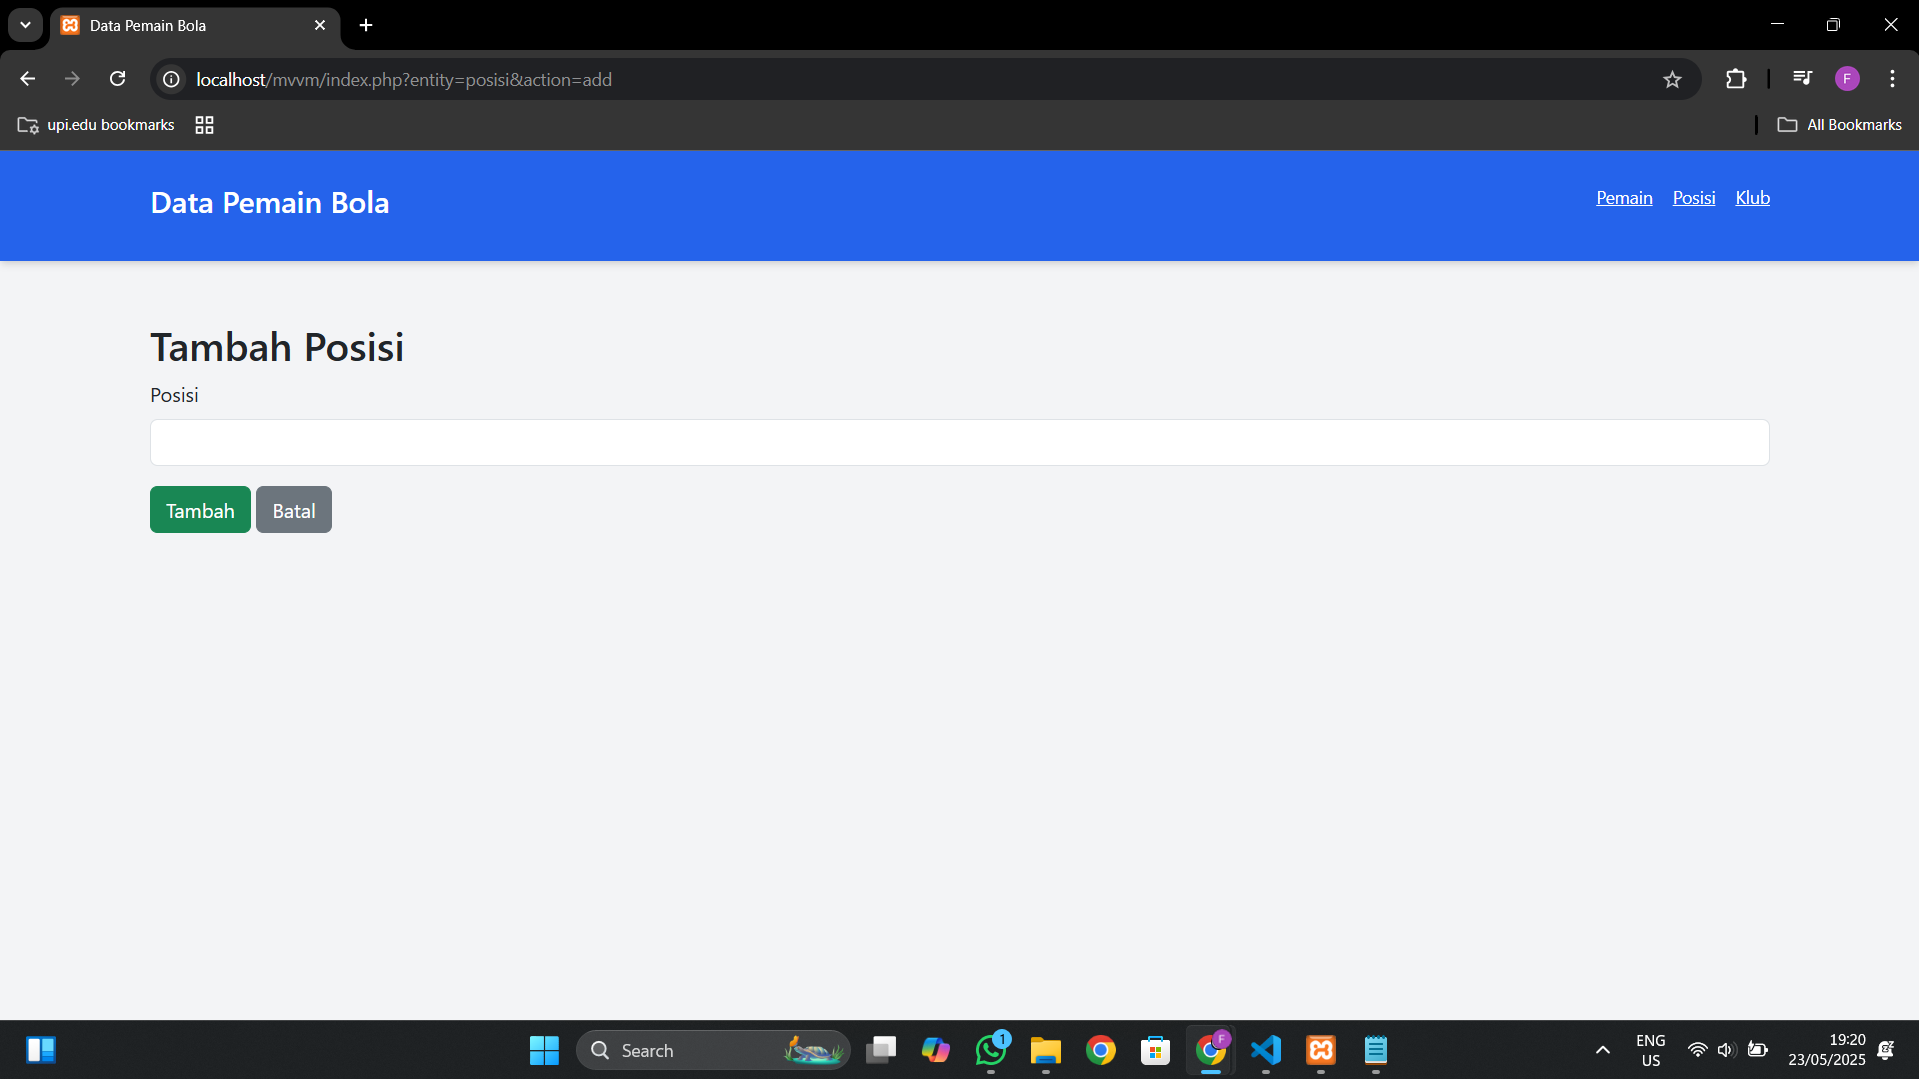 Data Pemain Bola
localhost/mvvm/index.php?entity=posisi&action=add
F
upi.edu bookmarks
All Bookmarks
Data Pemain Bola
Pemain Posisi Klub
Tambah Posisi
Posisi
Tambah Batal
Search
1
F
ENG
US
19:20
23/05/2025